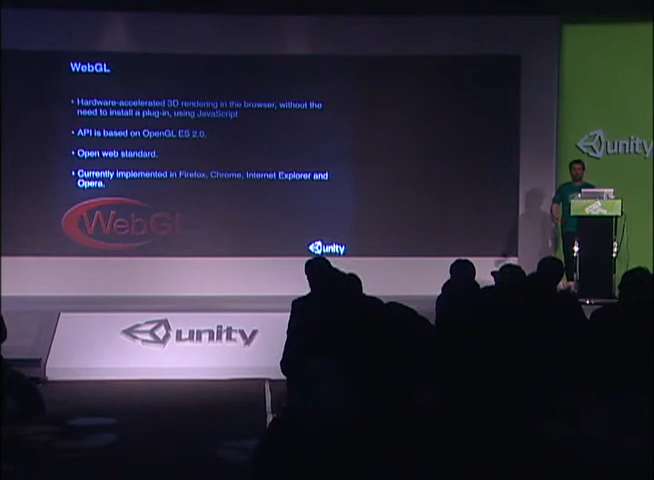 WebGL
• Hardware-accelerated 3D rendering in the browser, without the
need to install a plug-in, using JavaScript
• API is based on OpenGL ES 2.0.
• Open web standard.
• Currently implemented in Firefox, Chrome, Internet Explorer and
Opera.
WebGL
unity
unity
unity